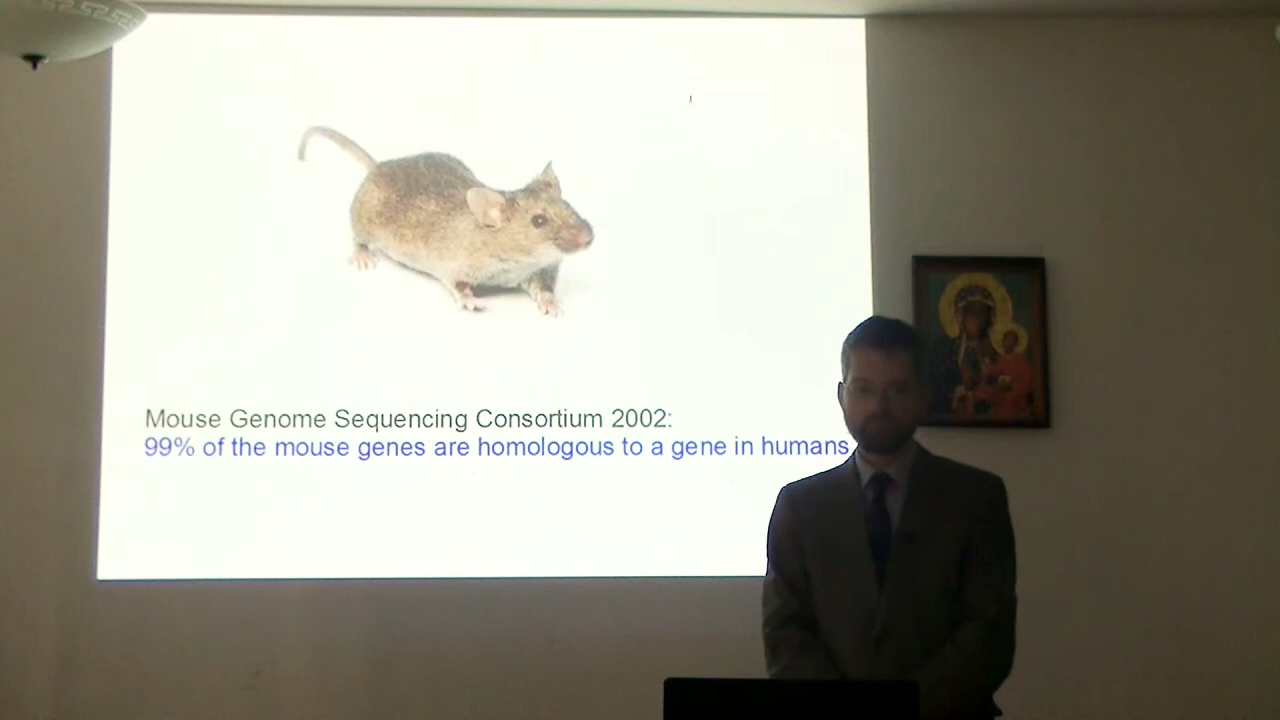 Mouse Genome Sequencing Consortium 2002:
99% of the mouse genes are homologous to a gene in humans